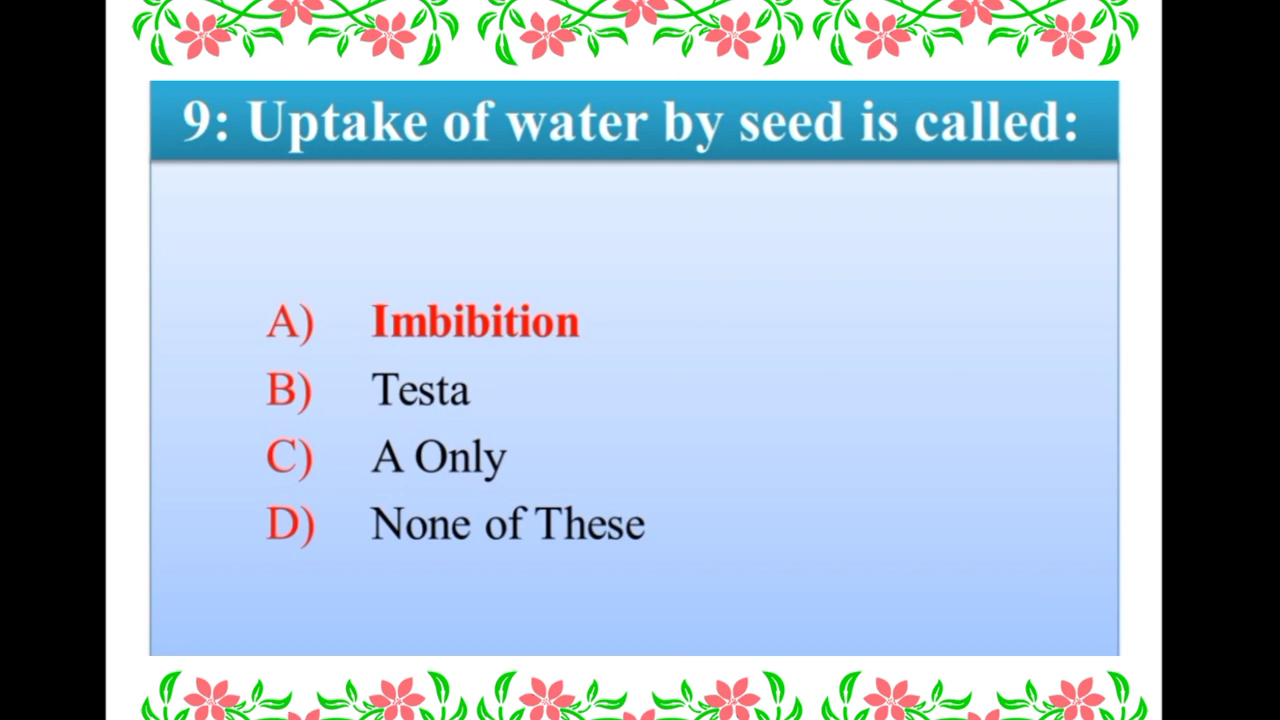 9: Uptake of water by seed is called:
A) Imbibition
B) Testa
C) A Only
D) None of These